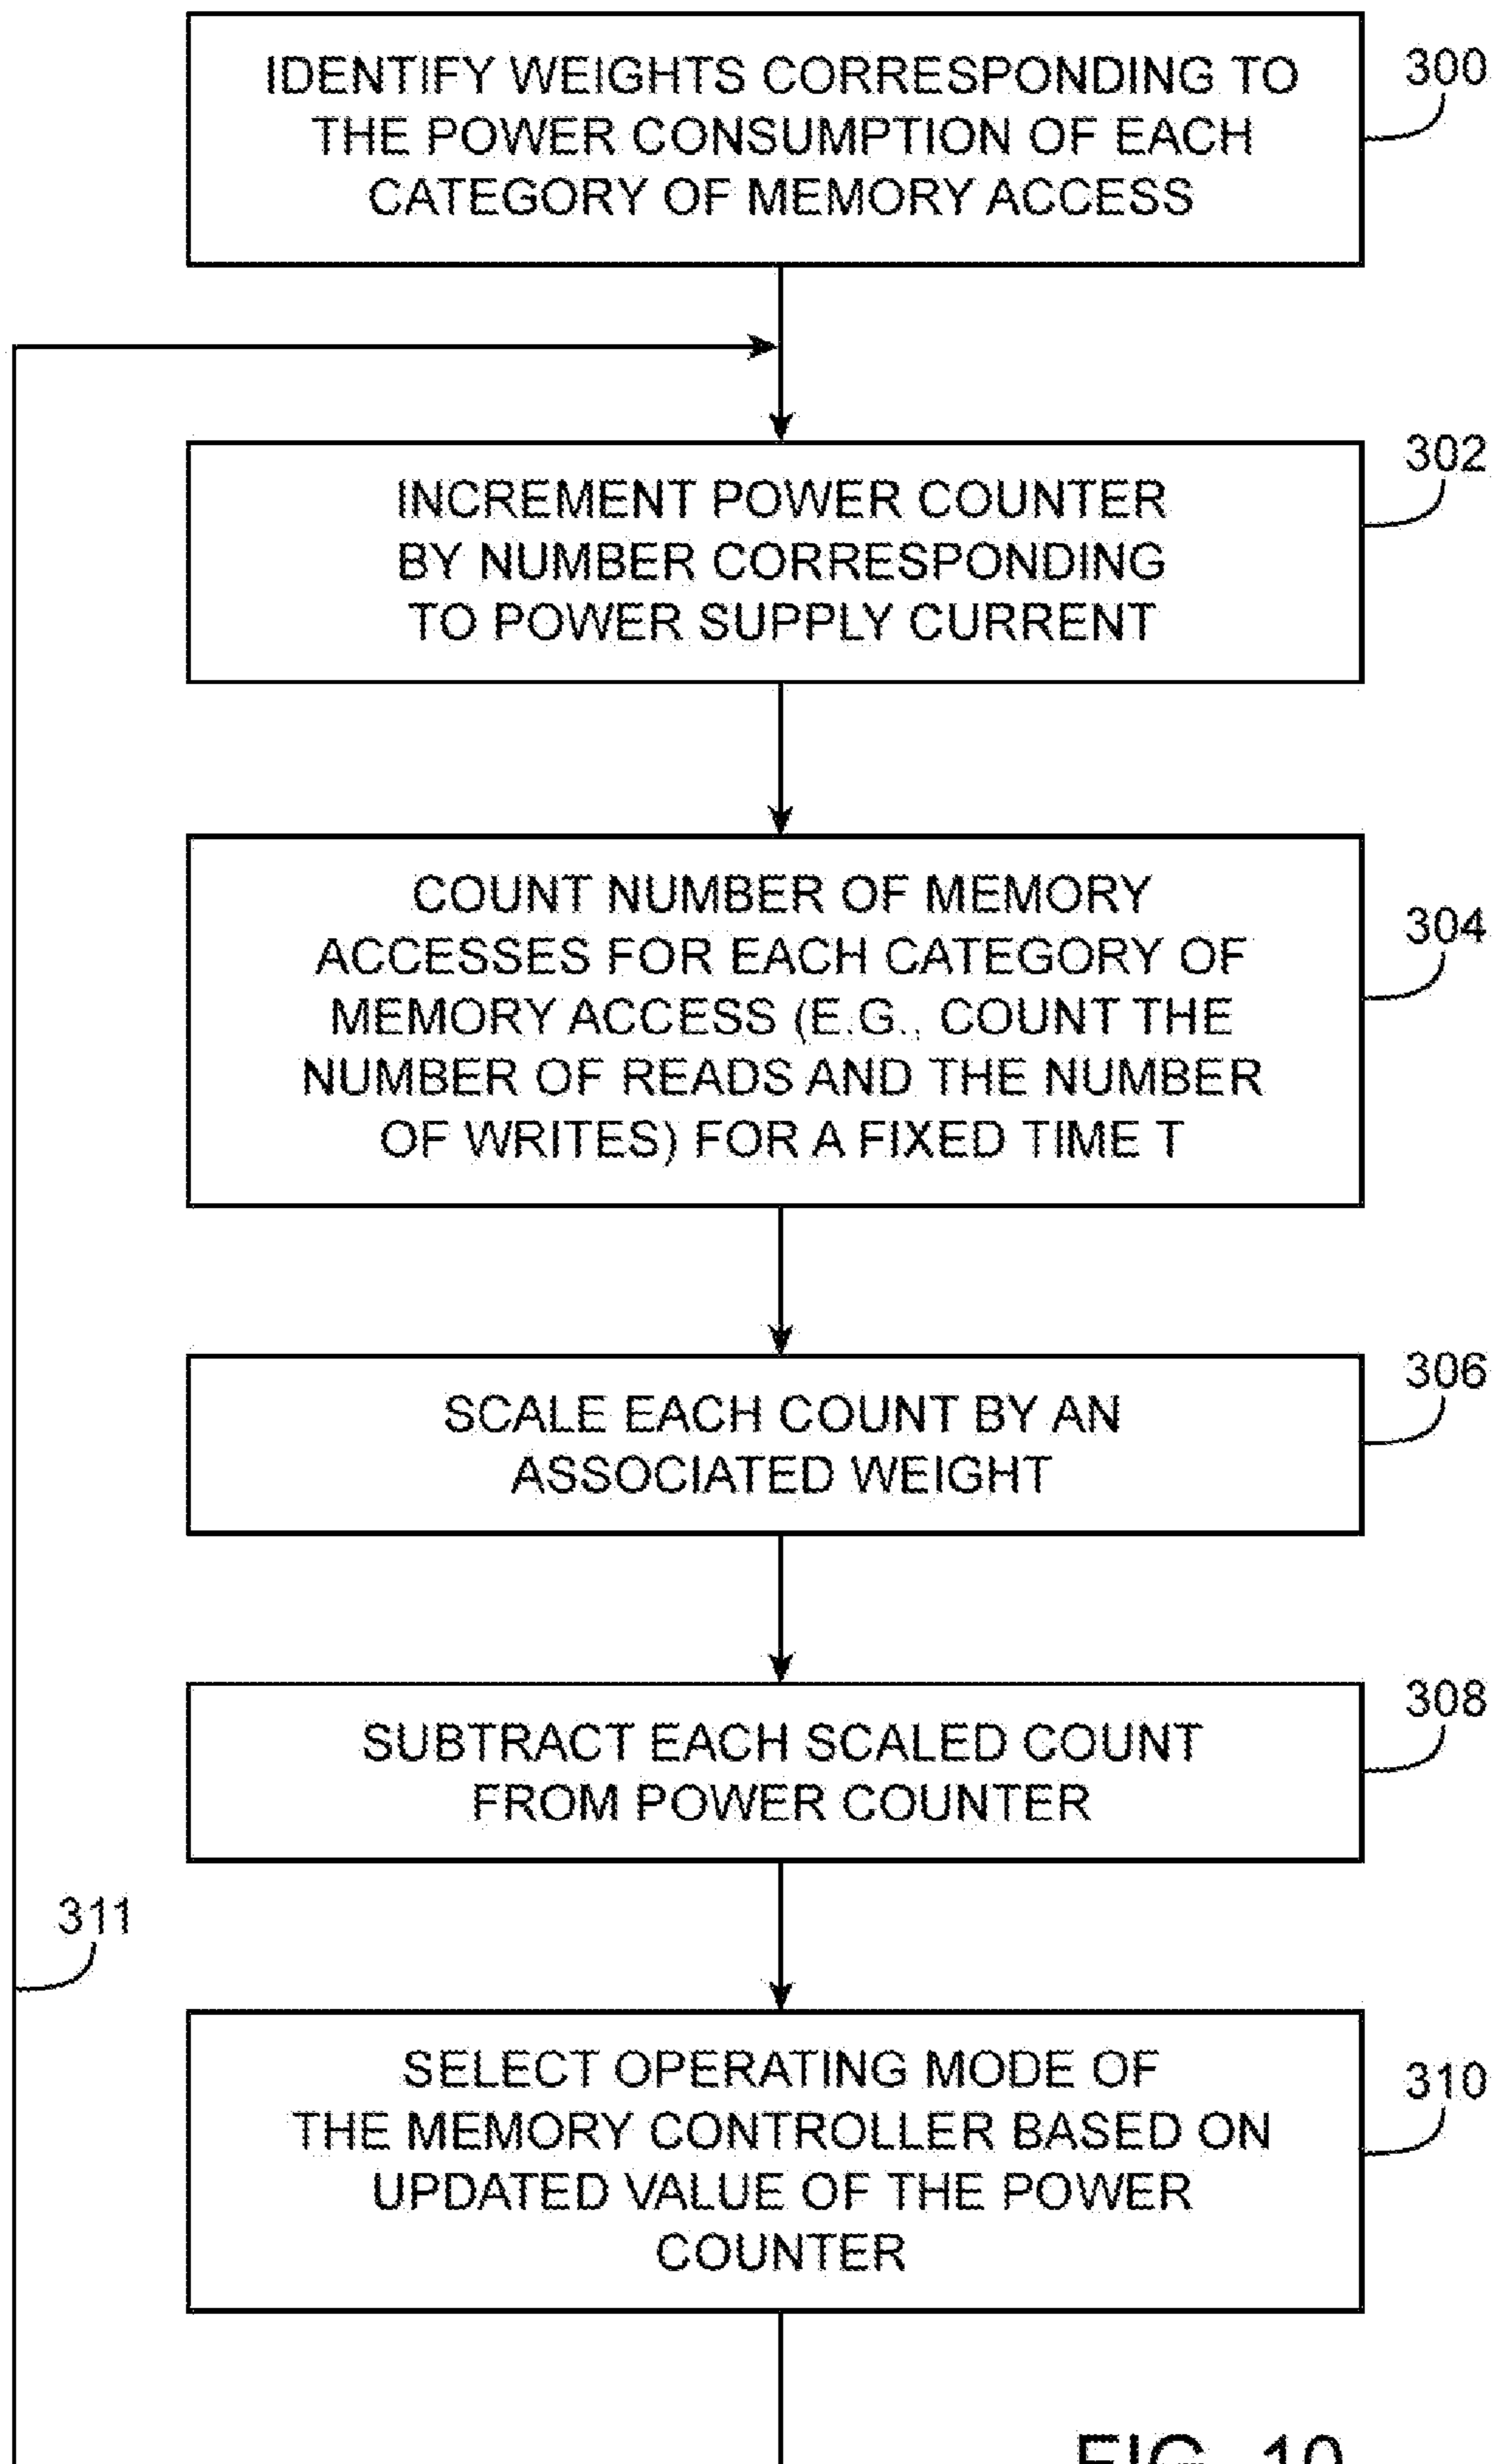 IDENTIFY WEIGHTS CORRESPONDING TO
THE POWER CONSUMPTION OF EACH
CATEGORY OF MEMORY ACCESS
300
INCREMENT POWER COUNTER
BY NUMBER CORRESPONDING
TO POWER SUPPLY CURRENT
302
COUNT NUMBER OF MEMORY
ACCESSES FOR EACH CATEGORY OF
MEMORY ACCESS (E.G., COUNT THE
NUMBER OF READS AND THE NUMBER
OF WRITES) FOR A FIXED TIME T
304
SCALE EACH COUNT BY AN
ASSOCIATED WEIGHT
306
SUBTRACT EACH SCALED COUNT
FROM POWER COUNTER
308
311
SELECT OPERATING MODE OF
THE MEMORY CONTROLLER BASED ON
UPDATED VALUE OF THE POWER
COUNTER
310
FIG. 10